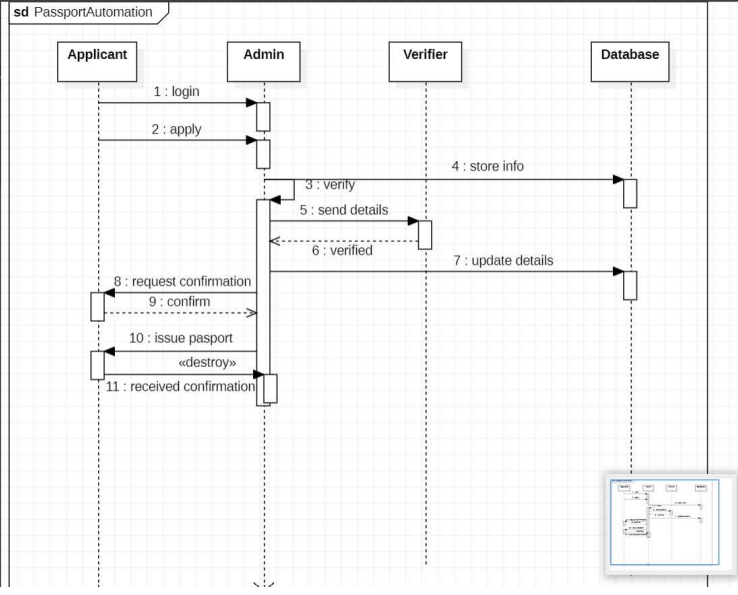 sd PassportAutomation
Applicant
Admin
Verifier
Database
1 : login
2 : apply
4 : store info
3 : verify
5 : send details
6 : verified
7 : update details
8 : request confirmation
9 : confirm
10 : issue pasport
«destroy»
11 : received confirmation